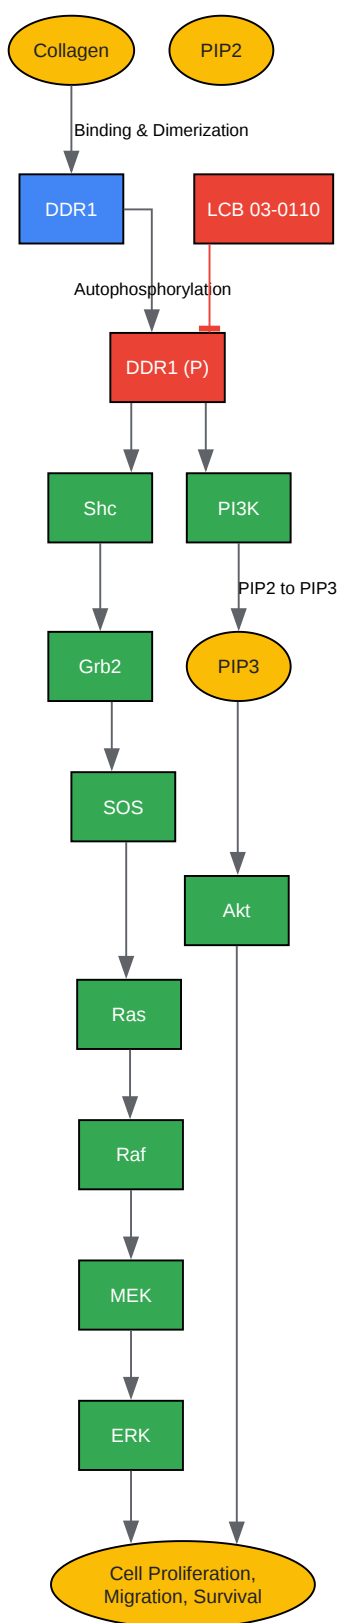 Collagen
PIP2
Binding & Dimerization
DDR1
LCB 03-0110
Autophosphorylation
DDR1 (P)
Shc
PI3K
PIP2 to PIP3
Grb2
PIP3
SOS
Akt
Ras
Raf
MEK
ERK
Cell Proliferation,
Migration, Survival